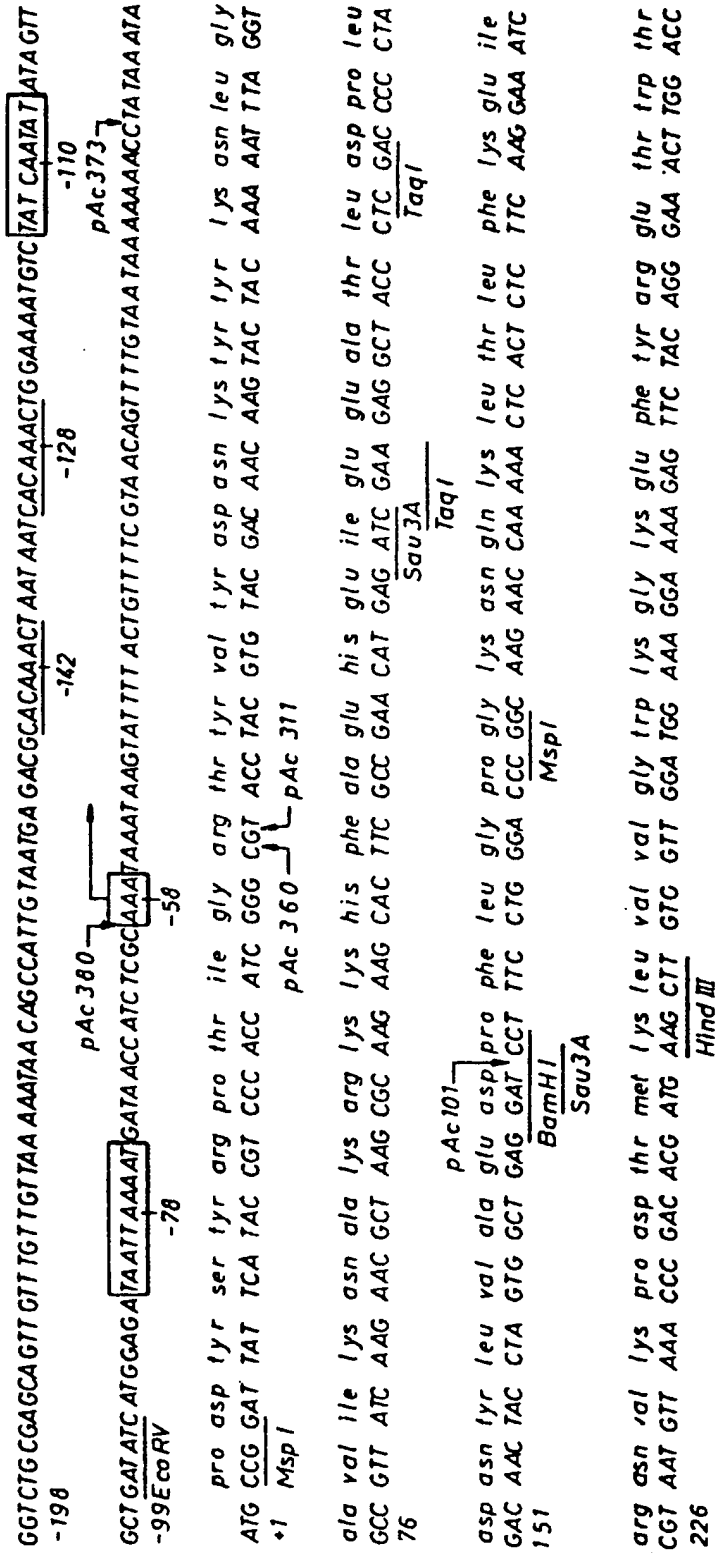 GGTCTGCGAGCAGTTGTTTGTTGTTAAAAATAACAGCCATTGTAATGAGACGCACAAACTAATAATCACAAACTGGAAAATGTCTATCAATATATAGTT
-198 -142 -128 -110
pAc380 pAc373
GCTGATATCATGGAGATAATTAAAATGATAACCATCTCGCAAATAAATAAGTATTTTACTGTTTTCGTAACAGTTTTGTAATAAAAAAACCTATAAATA
-99 EcoRV -78 -58
pro asp tyr ser tyr arg pro thr ile gly arg thr tyr val tyr asp asn lys tyr tyr lys asn leu gly
ATG CCG GAT TAT TCA TAC CGT CCC ACC ATC GGG CGT ACC TAC GTG TAC GAC AAC AAG TAC TAC AAA AAT TTA GGT
+1 MspI pAc 360 pAc 311
ala val ile lys asn ala lys arg lys lys his phe ala glu his glu ile glu glu ala thr leu asp pro leu
GCC GTT ATC AAG AAC GCT AAG CGC AAG AAG CAC TTC GCC GAA CAT GAG ATC GAA GAG GCT ACC CTC GAC CCC CTA
76 Sau3A TaqI
TaqI
pAc101
asp asn tyr leu val ala glu asp pro phe leu gly pro gly lys asn gln lys leu thr leu phe lys glu ile
GAC AAC TAC CTA GTG GCT GAG GAT CCT TTC CTG GGA CCC GGC AAG AAC CAA AAA CTC ACT CTC TTC AAG GAA ATC
151 BamHI MspI
Sau3A
arg asn val lys pro asp thr met lys leu val val gly trp lys gly lys glu phe tyr arg glu thr trp thr
CGT AAT GTT AAA CCC GAC ACG ATG AAG CTT GTG GTT GGA TGG AAA GGA AAA GAG TTC TAC AGG GAA ACT TGG ACC
226 Hind III